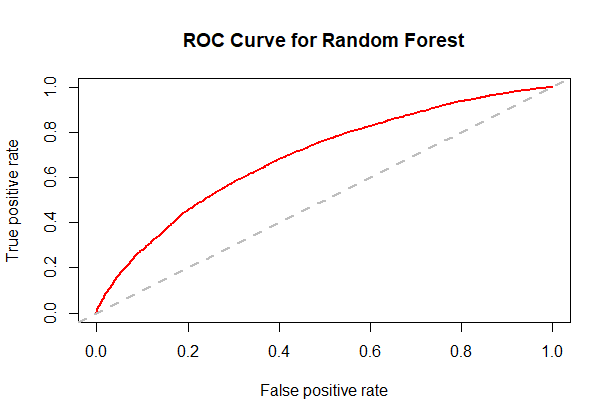 ROC Curve for Random Forest
True positive rate
1.0
0.8
0.6
0.4
0.2
0.0
0.0 0.2 0.4 0.6 0.8 1.0
False positive rate